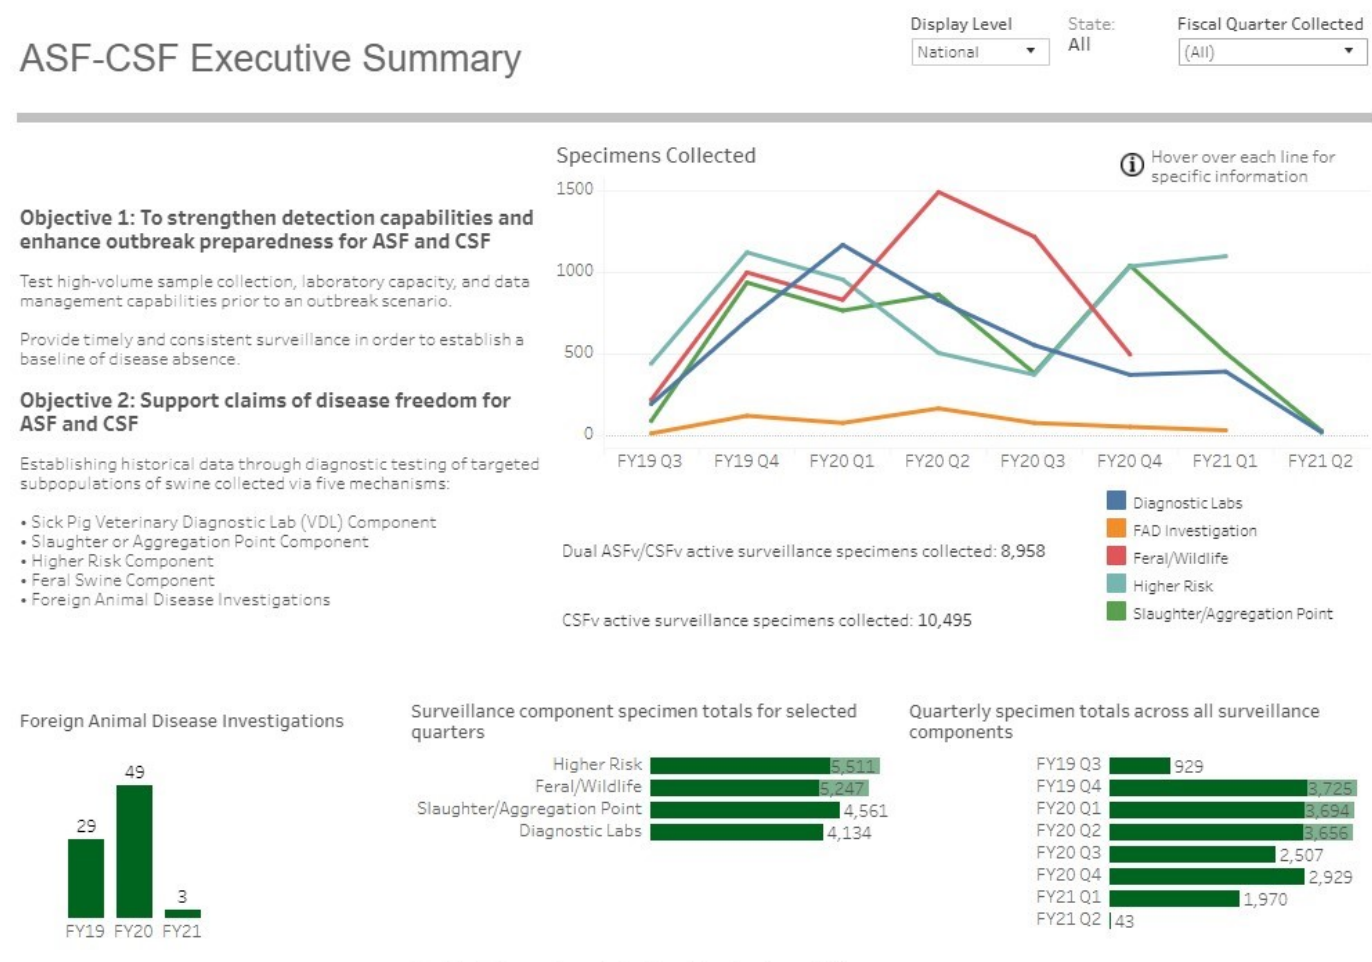 ASF-CSF Executive Summary
Display Level
National
State:
All
Fiscal Quarter Collected
(All)
Objective 1: To strengthen detection capabilities and
enhance outbreak preparedness for ASF and CSF
Test high-volume sample collection, laboratory capacity, and data
management capabilities prior to an outbreak scenario.
Provide timely and consistent surveillance in order to establish a
baseline of disease absence.
Objective 2: Support claims of disease freedom for
ASF and CSF
Establishing historical data through diagnostic testing of targeted
subpopulations of swine collected via five mechanisms:
• Sick Pig Veterinary Diagnostic Lab (VDL) Component
• Slaughter or Aggregation Point Component
• Higher Risk Component
• Feral Swine Component
• Foreign Animal Disease Investigations
Specimens Collected
Hover over each line for
specific information
1500
1000
500
0
FY19 Q3 FY19 Q4 FY20 Q1 FY20 Q2 FY20 Q3 FY20 Q4 FY21 Q1 FY21 Q2
Diagnostic Labs
FAD Investigation
Feral/Wildlife
Higher Risk
Slaughter/Aggregation Point
Dual ASFv/CSFv active surveillance specimens collected: 8,958
CSFv active surveillance specimens collected: 10,495
Foreign Animal Disease Investigations
49
29
3
FY19 FY20 FY21
Surveillance component specimen totals for selected
quarters
Higher Risk 5,511
Feral/Wildlife 5,247
Slaughter/Aggregation Point 4,561
Diagnostic Labs 4,134
Quarterly specimen totals across all surveillance
components
FY19 Q3 929
FY19 Q4 3,725
FY20 Q1 3,694
FY20 Q2 3,656
FY20 Q3 2,507
FY20 Q4 2,929
FY21 Q1 1,970
FY21 Q2 43